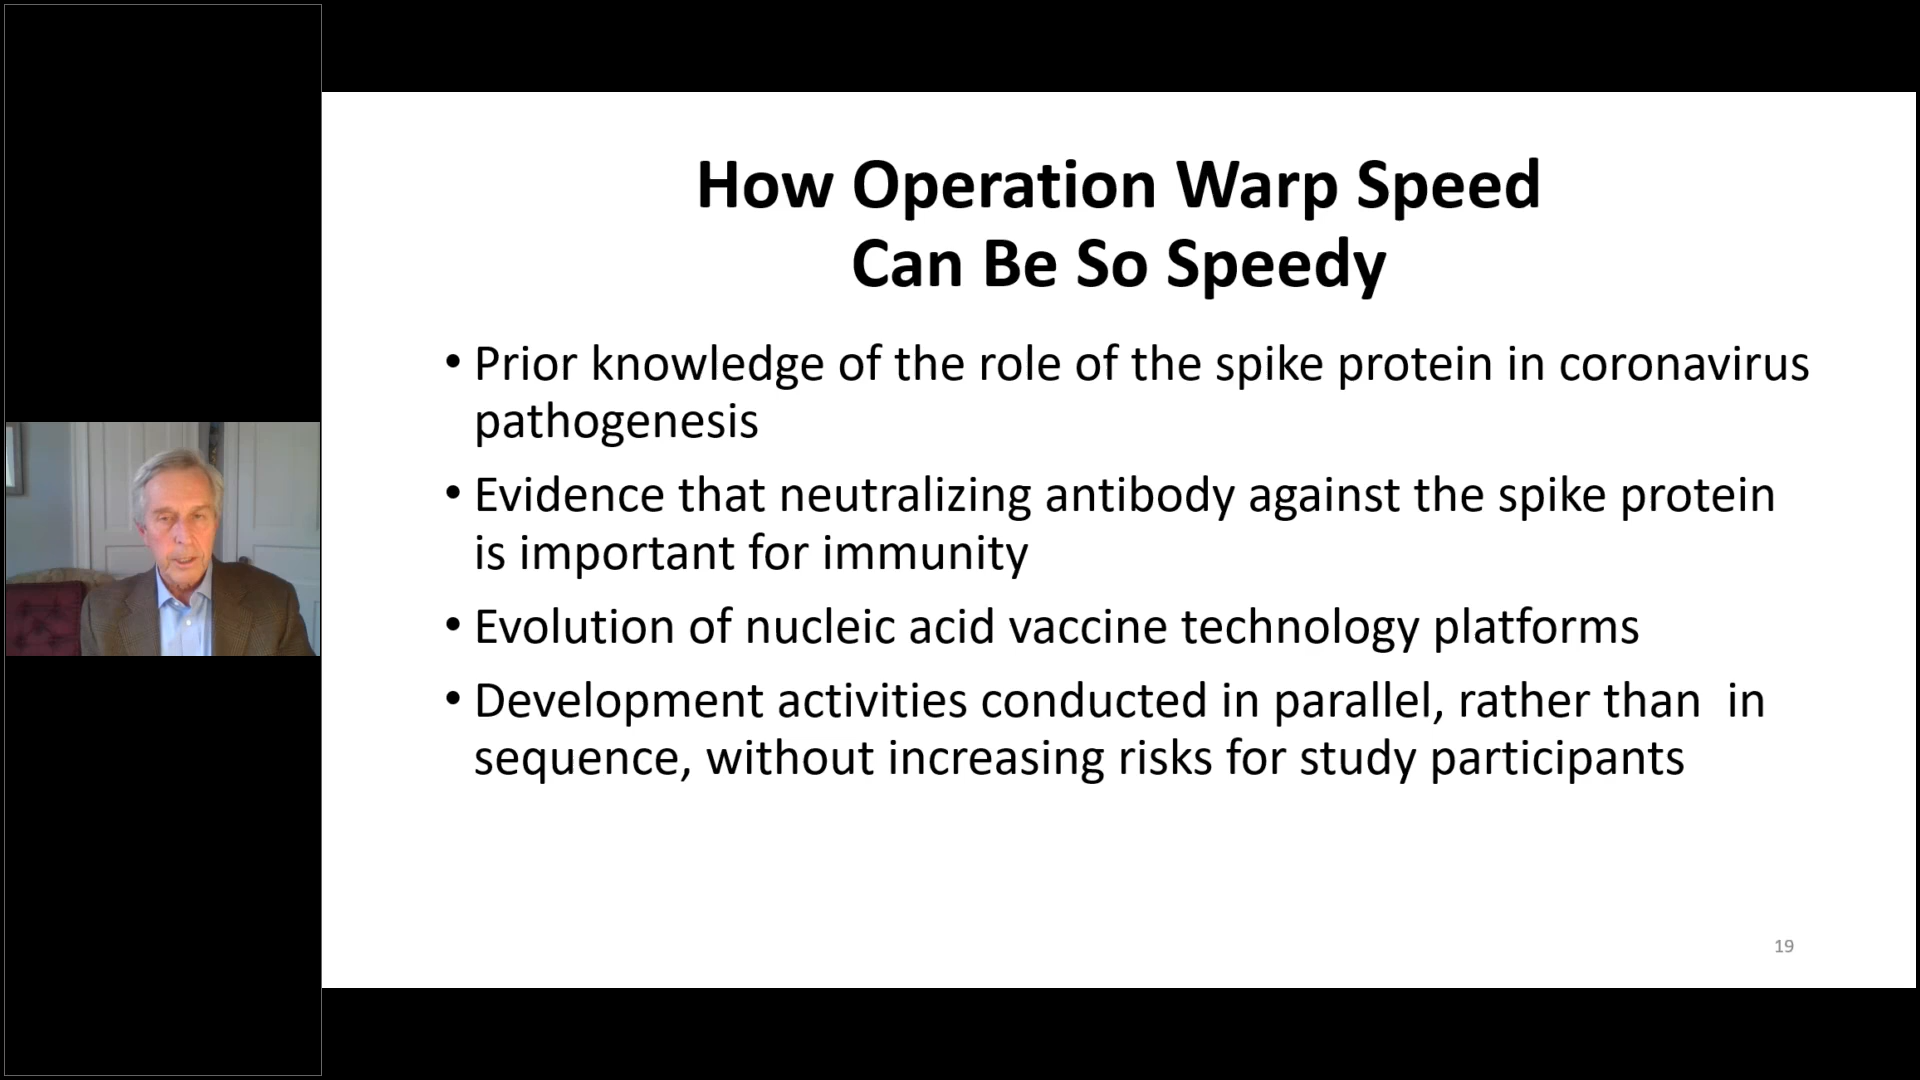 How Operation Warp Speed
Can Be So Speedy
• Prior knowledge of the role of the spike protein in coronavirus
pathogenesis
• Evidence that neutralizing antibody against the spike protein
is important for immunity
• Evolution of nucleic acid vaccine technology platforms
• Development activities conducted in parallel, rather than  in
sequence, without increasing risks for study participants
19